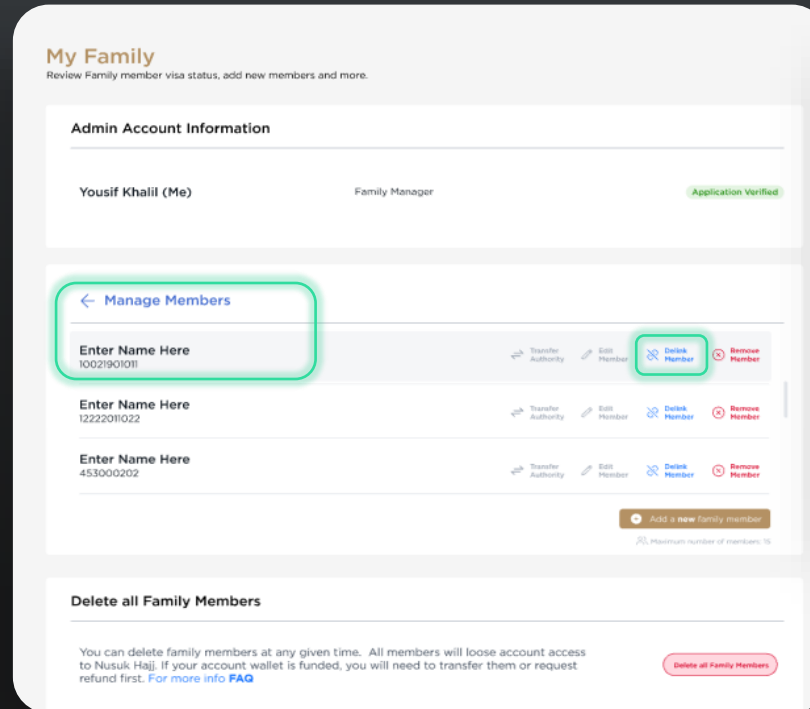 My Family
Review Family member visa status, add new members and more.
Admin Account Information
Yousif Khalil (Me) Family Manager Application Verified
Manage Members
Enter Name Here
10021901011
Transfer Authority Edit Member Delink Member Remove Member
Enter Name Here
12222011022
Transfer Authority Edit Member Delink Member Remove Member
Enter Name Here
453000202
Transfer Authority Edit Member Delink Member Remove Member
Add a new family member
Maximum number of members: 15
Delete all Family Members
You can delete family members at any given time. All members will loose account access
to Nusuk Hajj. If your account wallet is funded, you will need to transfer them or request
refund first. For more info FAQ
Delete all Family Members